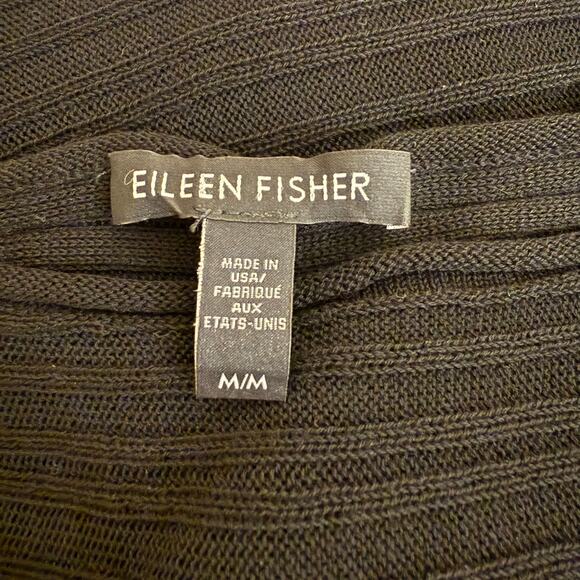 EILEEN FISHER
MADE IN
USA/
FABRIQUÉ
AUX
ETATS-UNIS
M/M